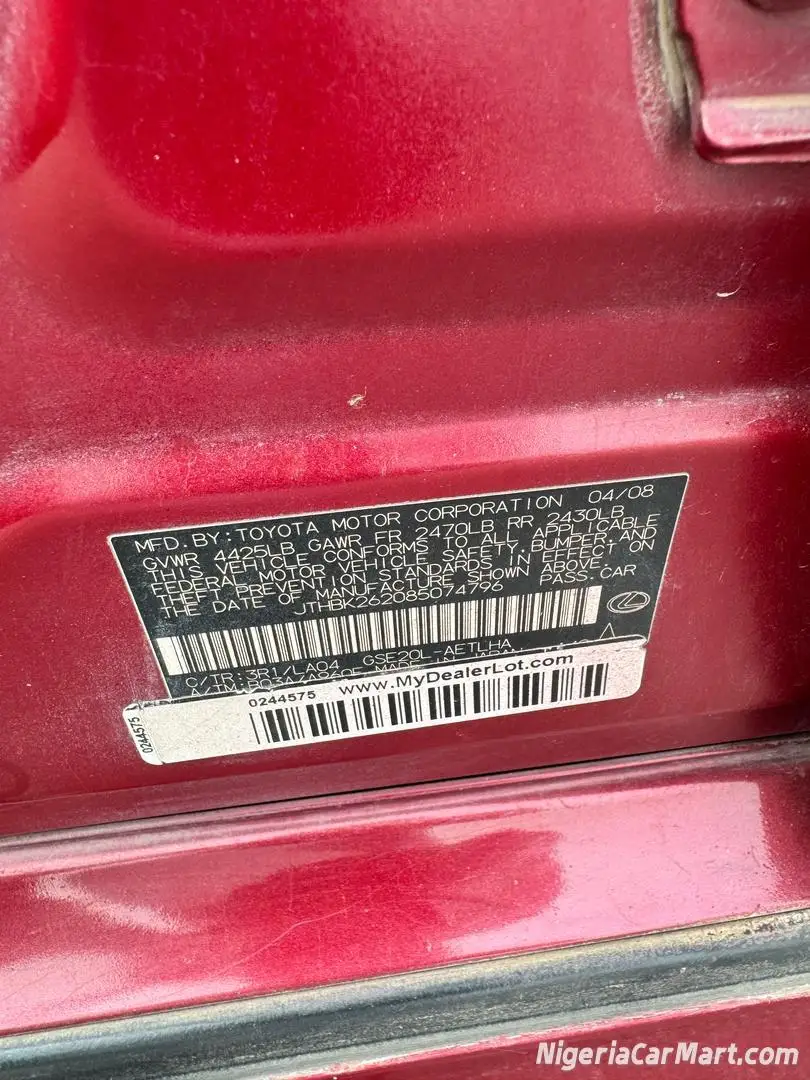 MFD. BY: TOYOTA MOTOR CORPORATION 04/08
GVWR 4425LB GAWR FR 2470LB RR 2430LB
THIS VEHICLE CONFORMS TO ALL APPLICABLE
FEDERAL MOTOR VEHICLE SAFETY, BUMPER, AND
THEFT PREVENTION STANDARDS IN EFFECT ON
THE DATE OF MANUFACTURE SHOWN ABOVE.
JTHBK262085074796 PASS. CAR
C/TR: 3R1/LA04 GSE20L-AETLHA
0244575
0244575 www.MyDealerLot.com
NigeriaCarMart.com